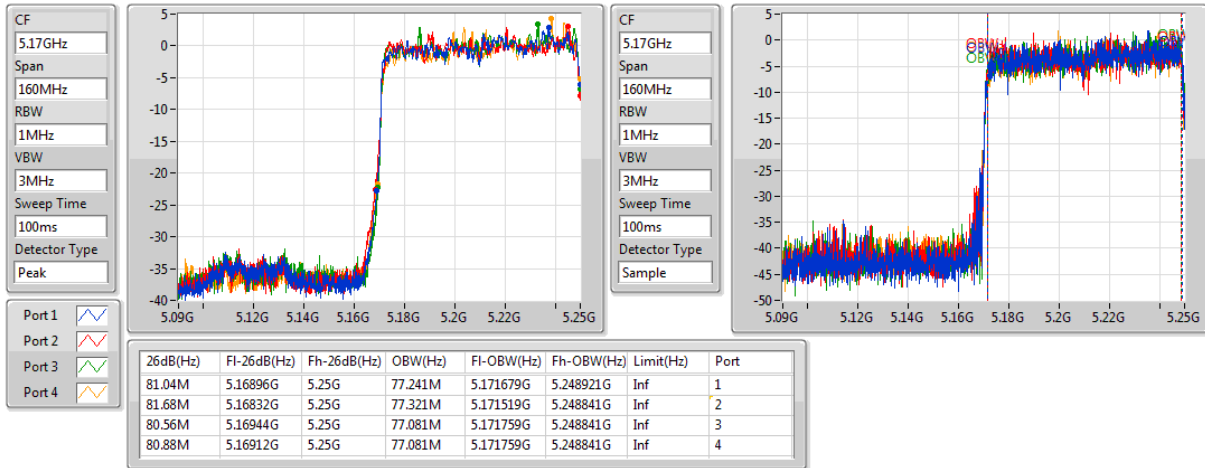 CF
5.17GHz
Span
160MHz
RBW
1MHz
VBW
3MHz
Sweep Time
100ms
Detector Type
Peak
5
0
-5
-10
-15
-20
-25
-30
-35
-40
5.09G 5.12G 5.14G 5.16G 5.18G 5.2G 5.22G 5.25G
CF
5.17GHz
Span
160MHz
RBW
1MHz
VBW
3MHz
Sweep Time
100ms
Detector Type
Sample
5
0
-5
-10
-15
-20
-25
-30
-35
-40
-45
-50
5.09G 5.12G 5.14G 5.16G 5.18G 5.2G 5.22G 5.25G
Port 1
Port 2
Port 3
Port 4
26dB(Hz) Fl-26dB(Hz) Fh-26dB(Hz) OBW(Hz) Fl-OBW(Hz) Fh-OBW(Hz) Limit(Hz) Port
81.04M 5.16896G 5.25G 77.241M 5.171679G 5.248921G Inf 1
81.68M 5.16832G 5.25G 77.321M 5.171519G 5.248841G Inf 2
80.56M 5.16944G 5.25G 77.081M 5.171759G 5.248841G Inf 3
80.88M 5.16912G 5.25G 77.081M 5.171759G 5.248841G Inf 4